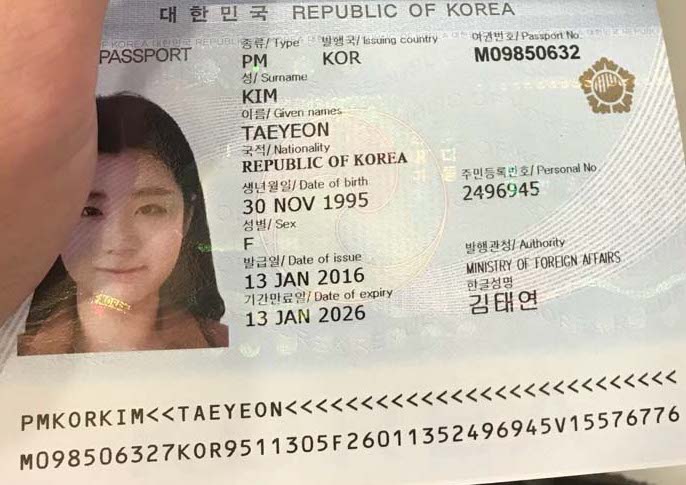 대한민국 REPUBLIC OF KOREA
PASSPORT
종류/ Type 발행국/ Issuing country 여권번호/ Passport No.
PM KOR M09850632
성/ Surname
KIM
이름/ Given names
TAEYEON
국적/ Nationality
REPUBLIC OF KOREA
생년월일/ Date of birth 주민등록번호/ Personal No.
30 NOV 1995 2496945
성별/ Sex
F
발급일/ Date of issue 발행관청/ Authority
13 JAN 2016 MINISTRY OF FOREIGN AFFAIRS
기간만료일/ Date of expiry 한글성명
13 JAN 2026 김태연
PMKORKIM<<TAEYEON<<<<<<<<<<<<<<<<<<<<<<<<<<<
M098506327KOR9511305F26011352496945V15576776